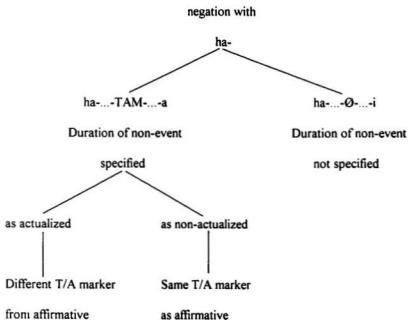 negation with
ha-
ha-...-TAM-...-a
ha-...-Ø-...-i
Duration of non-event
Duration of non-event
specified
not specified
as actualized
as non-actualized
Different T/A marker
Same T/A marker
from affirmative
as affirmative